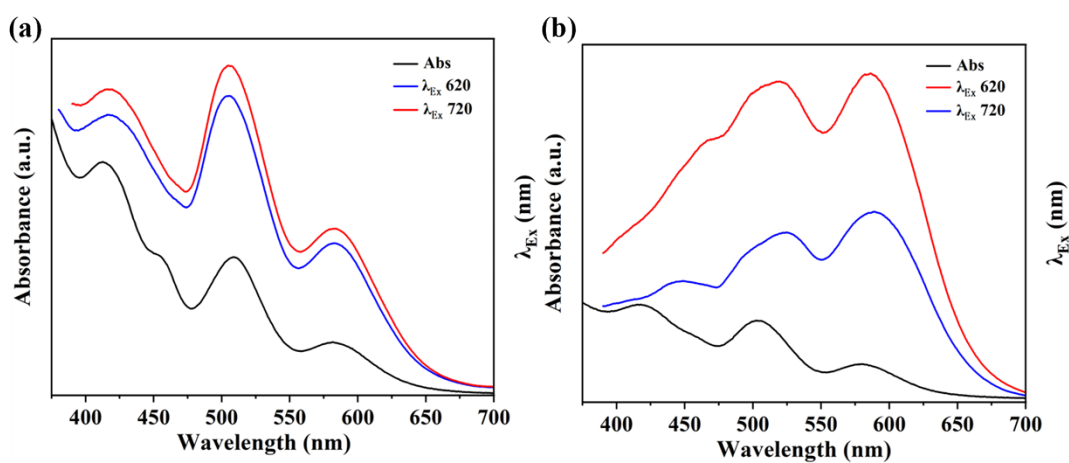 (a)
Absorbance (a.u.)
Abs
λEx 620
λEx 720
400 450 500 550 600 650 700
Wavelength (nm)
λEx (nm)
(b)
Absorbance (a.u.)
Abs
λEx 620
λEx 720
400 450 500 550 600 650 700
Wavelength (nm)
λEx (nm)